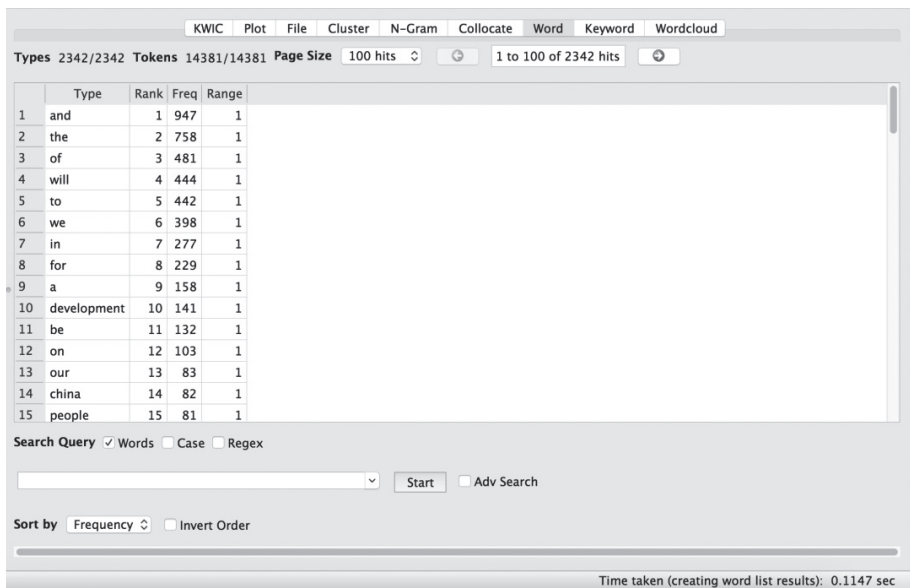 KWIC Plot File Cluster N-Gram Collocate Word Keyword Wordcloud
Types 2342/2342 Tokens 14381/14381 Page Size 100 hits 1 to 100 of 2342 hits
Type Rank Freq Range
1 and 1 947 1
2 the 2 758 1
3 of 3 481 1
4 will 4 444 1
5 to 5 442 1
6 we 6 398 1
7 in 7 277 1
8 for 8 229 1
9 a 9 158 1
10 development 10 141 1
11 be 11 132 1
12 on 12 103 1
13 our 13 83 1
14 china 14 82 1
15 people 15 81 1
Search Query Words Case Regex
Start Adv Search
Sort by Frequency Invert Order
Time taken (creating word list results): 0.1147 sec